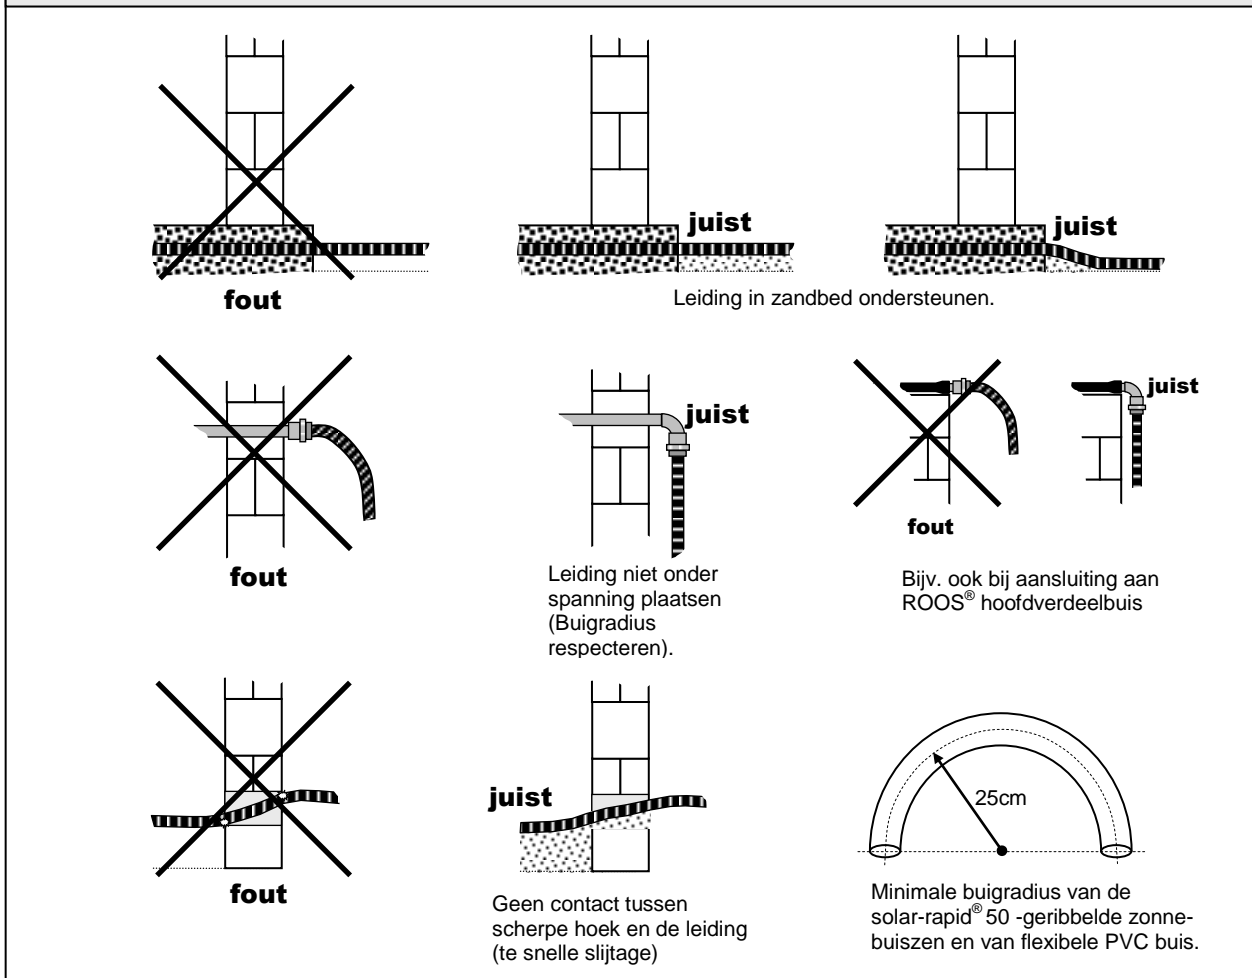 juist
juist
fout
Leiding in zandbed ondersteunen.
juist
juist
fout
fout
Leiding niet onder
spanning plaatsen
(Buigradius
respecteren).
Bijv. ook bij aansluiting aan
ROOS® hoofdverdeelbuis
juist
25cm
fout
Geen contact tussen
scherpe hoek en de leiding
(te snelle slijtage)
Minimale buigradius van de
solar-rapid® 50 -geribbelde zonne-
buiszen en van flexibele PVC buis.